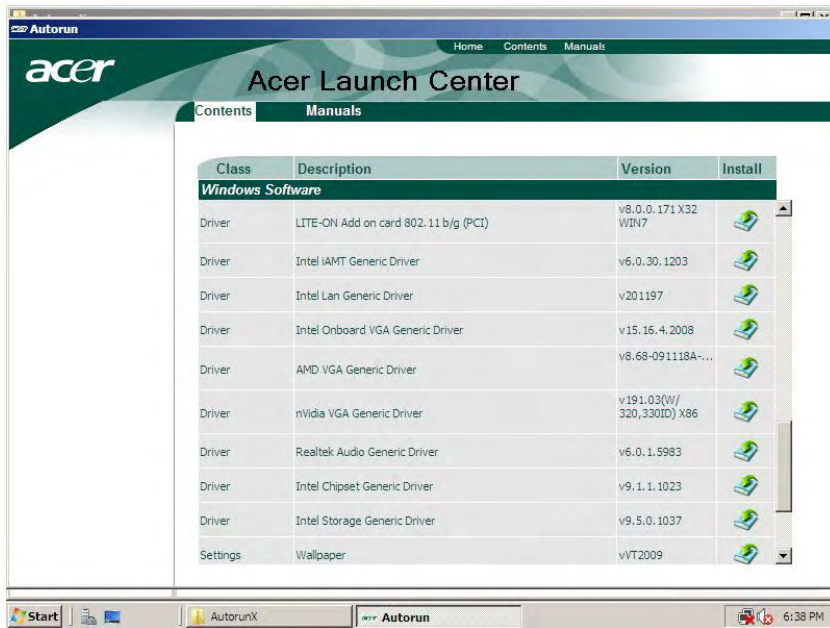 Autorun
Home Contents Manuals
acer
Acer Launch Center
Contents Manuals
Class Description Version Install
Windows Software
Driver LITE-ON Add on card 802.11 b/g (PCI) v8.0.0.171 X32 WIN7
Driver Intel iAMT Generic Driver v6.0.30.1203
Driver Intel Lan Generic Driver v201197
Driver Intel Onboard VGA Generic Driver v15.16.4.2008
Driver AMD VGA Generic Driver v8.68-091118A-...
Driver nVidia VGA Generic Driver v191.03(W/ 320,330ID) X86
Driver Realtek Audio Generic Driver v6.0.1.5983
Driver Intel Chipset Generic Driver v9.1.1.1023
Driver Intel Storage Generic Driver v9.5.0.1037
Settings Wallpaper vVT2009
Start AutorunX acer Autorun 6:38 PM